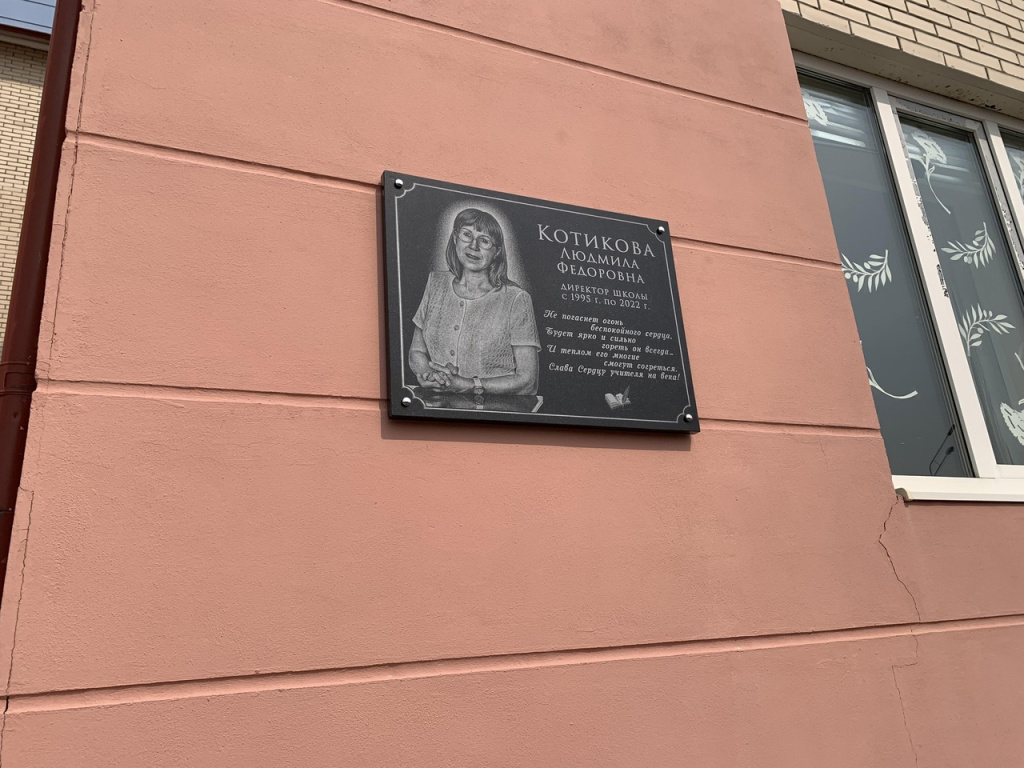 КОТИКОВА
ЛЮДМИЛА
ФЕДОРОВНА
ДИРЕКТОР ШКОЛЫ
С 1995 Г. ПО 2022 Г.
Не погаснет огонь
беспокойного сердца,
Будет ярко и сильно
гореть он всегда...
И теплом его многие
смогут согреться,
Слава Сердцу учителя на века!